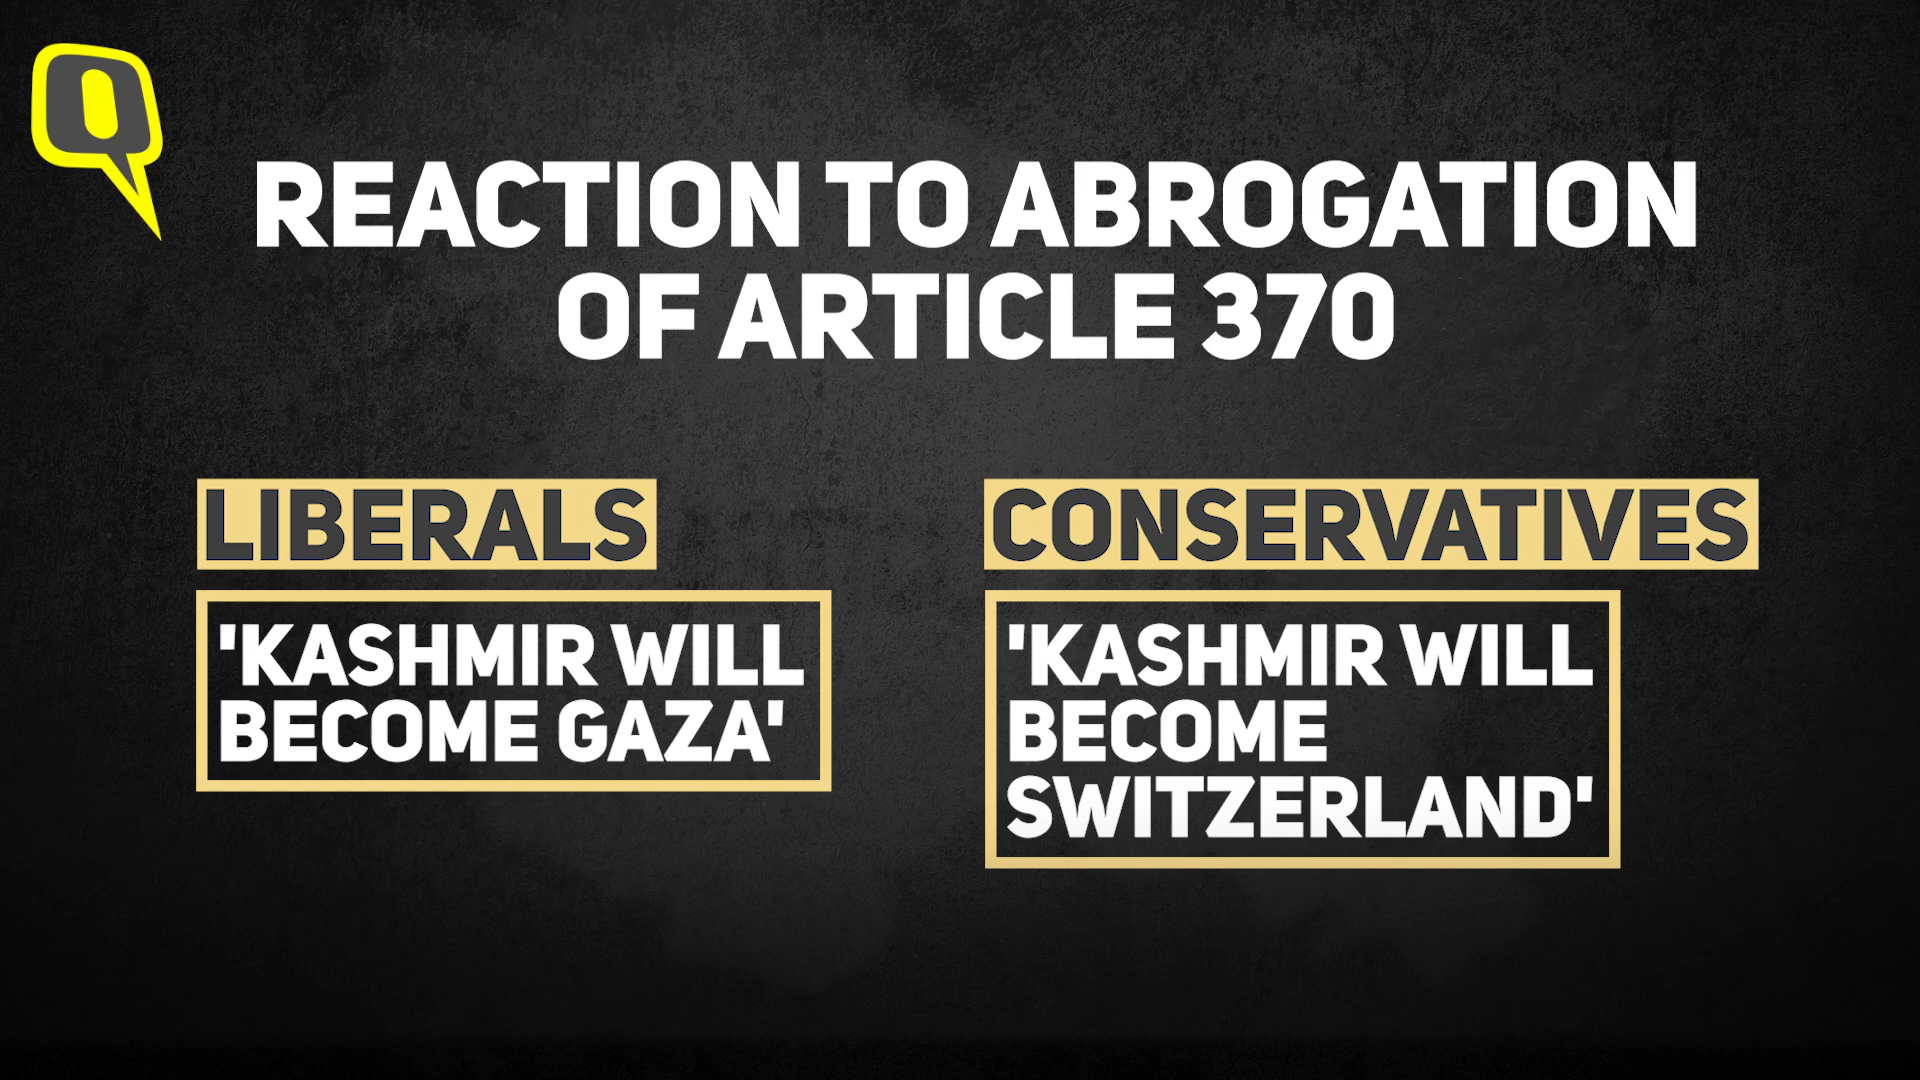 Q
REACTION TO ABROGATION
OF ARTICLE 370
LIBERALS
'KASHMIR WILL
BECOME GAZA'
CONSERVATIVES
'KASHMIR WILL
BECOME
SWITZERLAND'